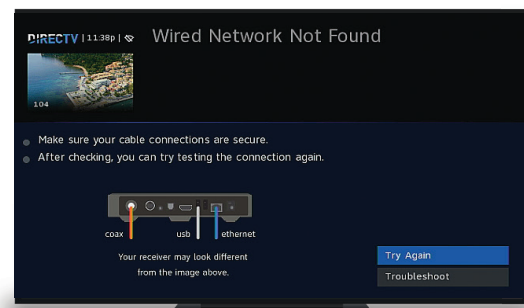 DIRECTV | 11:38p |
Wired Network Not Found
104
Make sure your cable connections are secure.
After checking, you can try testing the connection again.
coax
usb
ethernet
Your receiver may look different
from the image above.
Try Again
Troubleshoot